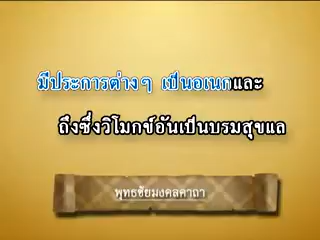 มีประการต่างๆ เป็นอเนกและ
ถึงซึ่งวิโมกข์อันเป็นบรมสุขแล
พุทธชัยมงคลคาถา